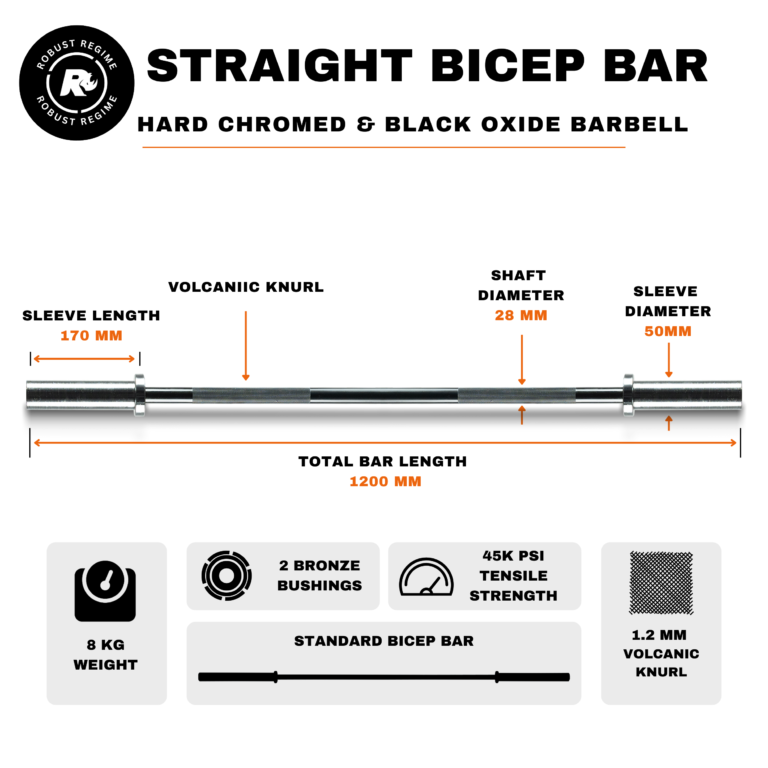 ROBUST REGIME
R
ROBUST REGIME
STRAIGHT BICEP BAR
HARD CHROMED & BLACK OXIDE BARBELL
VOLCANIIC KNURL
SHAFT
DIAMETER
28 MM
SLEEVE
DIAMETER
50MM
SLEEVE LENGTH
170 MM
TOTAL BAR LENGTH
1200 MM
8 KG
WEIGHT
2 BRONZE
BUSHINGS
45K PSI
TENSILE
STRENGTH
STANDARD BICEP BAR
1.2 MM
VOLCANIC
KNURL